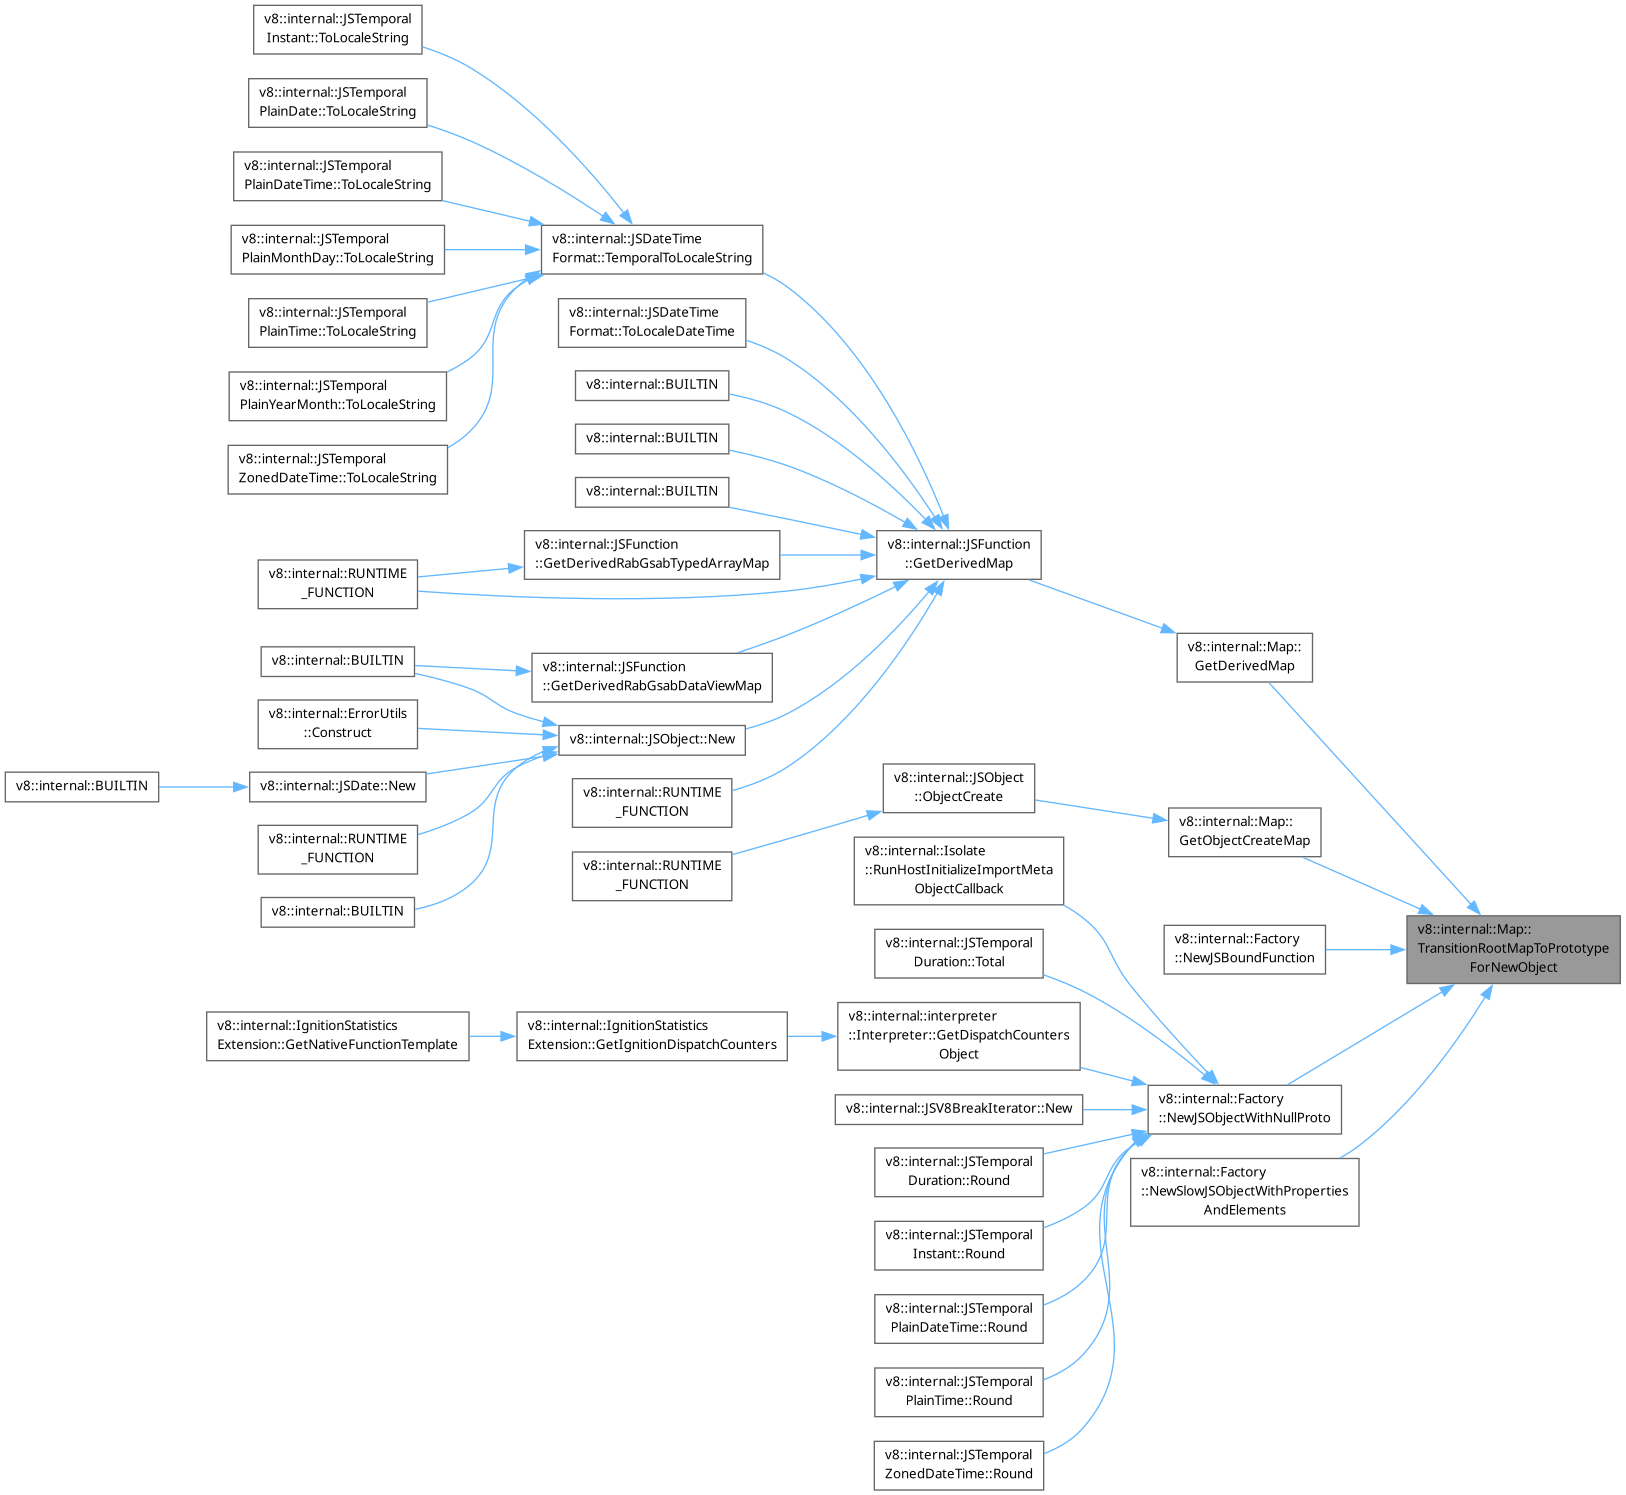 v8::internal::JSTemporal
Instant::ToLocaleString
v8::internal::JSTemporal
PlainDate::ToLocaleString
v8::internal::JSTemporal
PlainDateTime::ToLocaleString
v8::internal::JSTemporal
PlainMonthDay::ToLocaleString
v8::internal::JSTemporal
PlainTime::ToLocaleString
v8::internal::JSTemporal
PlainYearMonth::ToLocaleString
v8::internal::JSTemporal
ZonedDateTime::ToLocaleString
v8::internal::JSDateTime
Format::TemporalToLocaleString
v8::internal::JSDateTime
Format::ToLocaleDateTime
v8::internal::BUILTIN
v8::internal::BUILTIN
v8::internal::BUILTIN
v8::internal::JSFunction
::GetDerivedRabGsabTypedArrayMap
v8::internal::RUNTIME
_FUNCTION
v8::internal::JSFunction
::GetDerivedMap
v8::internal::Map::
GetDerivedMap
v8::internal::BUILTIN
v8::internal::JSFunction
::GetDerivedRabGsabDataViewMap
v8::internal::ErrorUtils
::Construct
v8::internal::JSObject::New
v8::internal::BUILTIN
v8::internal::JSDate::New
v8::internal::RUNTIME
_FUNCTION
v8::internal::RUNTIME
_FUNCTION
v8::internal::BUILTIN
v8::internal::JSObject
::ObjectCreate
v8::internal::RUNTIME
_FUNCTION
v8::internal::Map::
GetObjectCreateMap
v8::internal::Isolate
::RunHostInitializeImportMeta
ObjectCallback
v8::internal::Factory
::NewJSBoundFunction
v8::internal::Map::
TransitionRootMapToPrototype
ForNewObject
v8::internal::JSTemporal
Duration::Total
v8::internal::IgnitionStatistics
Extension::GetNativeFunctionTemplate
v8::internal::IgnitionStatistics
Extension::GetIgnitionDispatchCounters
v8::internal::interpreter
::Interpreter::GetDispatchCounters
Object
v8::internal::JSV8BreakIterator::New
v8::internal::Factory
::NewJSObjectWithNullProto
v8::internal::JSTemporal
Duration::Round
v8::internal::Factory
::NewSlowJSObjectWithProperties
AndElements
v8::internal::JSTemporal
Instant::Round
v8::internal::JSTemporal
PlainDateTime::Round
v8::internal::JSTemporal
PlainTime::Round
v8::internal::JSTemporal
ZonedDateTime::Round